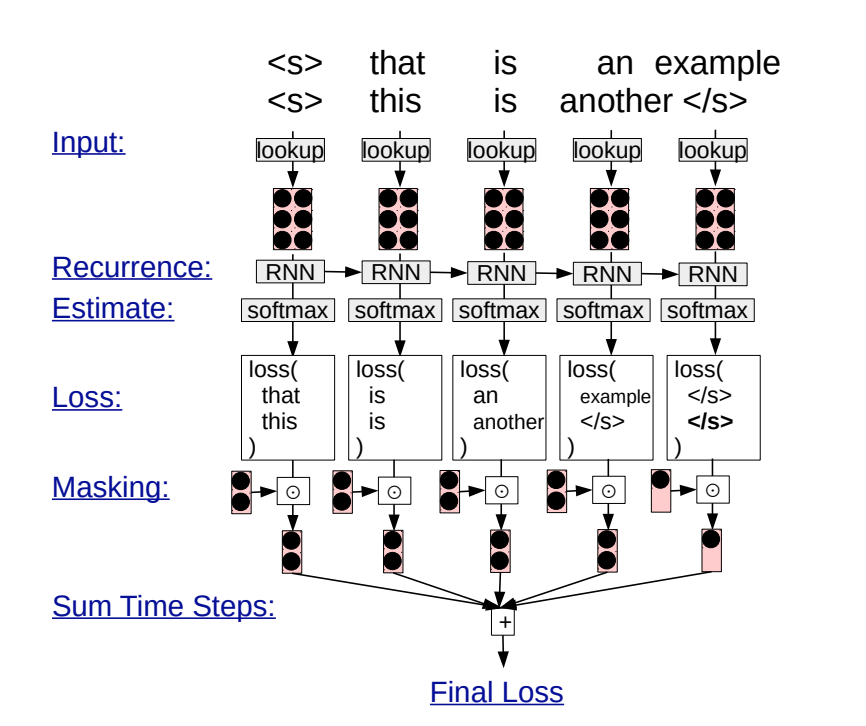 <s> that is an example
<s> this is another </s>
Input:
lookup lookup lookup lookup lookup
Recurrence:
RNN RNN RNN RNN RNN
Estimate:
softmax softmax softmax softmax softmax
Loss:
loss( loss( loss( loss( loss(
that is an example </s>
this is another </s> </s>
) ) ) ) )
Masking:
⊙ ⊙ ⊙ ⊙ ⊙
Sum Time Steps:
+
Final Loss